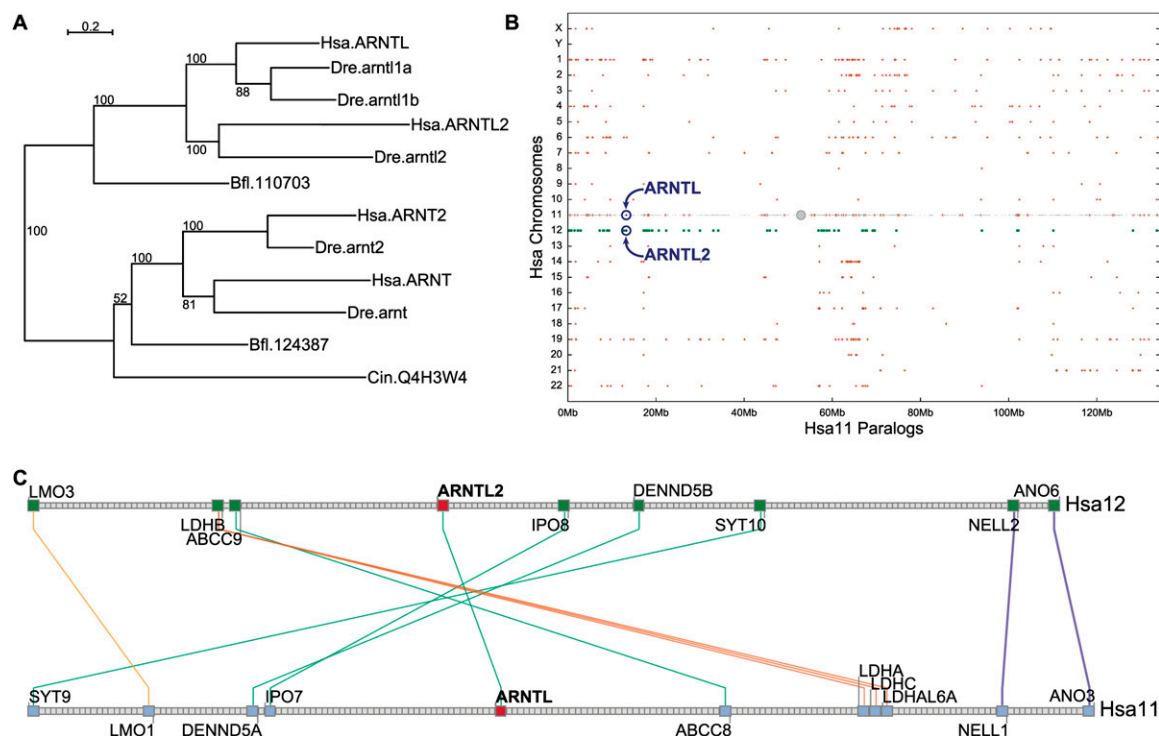 A
0.2
Hsa.ARNTL
100
Dre.arntl1a
88
Dre.arntl1b
100
Hsa.ARNTL2
100
Dre.arntl2
Bfl.110703
100
Hsa.ARNT2
100
Dre.arnt2
100
Hsa.ARNT
52
81
Dre.arnt
Bfl.124387
Cin.Q4H3W4
B
Hsa Chromosomes
X
Y
1
2
3
4
5
6
7
8
9
10
11
12
13
14
15
16
17
18
19
20
21
22
ARNTL
ARNTL2
0Mb 20Mb 40Mb 60Mb 80Mb 100Mb 120Mb
Hsa11 Paralogs
C
LMO3
ARNTL2
DENND5B
ANO6
Hsa12
LDHB
ABCC9
IPO8
SYT10
NELL2
LDHA
LDHC
LDHAL6A
SYT9
IPO7
ARNTL
ANO3
Hsa11
LMO1
DENND5A
ABCC8
NELL1